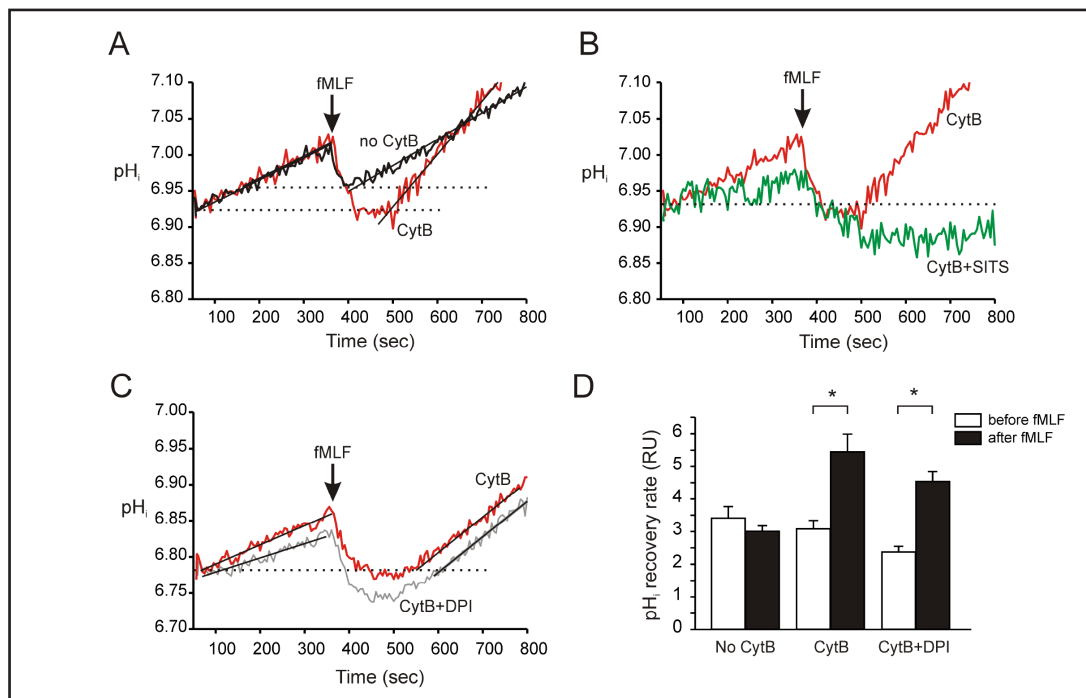 A
fMLF
7.10
7.05
7.00
6.95
6.90
6.85
6.80
pHi
no CytB
CytB
100 200 300 400 500 600 700 800
Time (sec)
B
fMLF
7.10
7.05
7.00
6.95
6.90
6.85
6.80
pHi
CytB
CytB+SITS
100 200 300 400 500 600 700 800
Time (sec)
C
fMLF
7.00
6.95
6.90
6.85
6.80
6.75
6.70
pHi
CytB
CytB+DPI
100 200 300 400 500 600 700 800
Time (sec)
D
* *
before fMLF
after fMLF
pHi recovery rate (RU)
6
5
4
3
2
1
0
No CytB CytB CytB+DPI